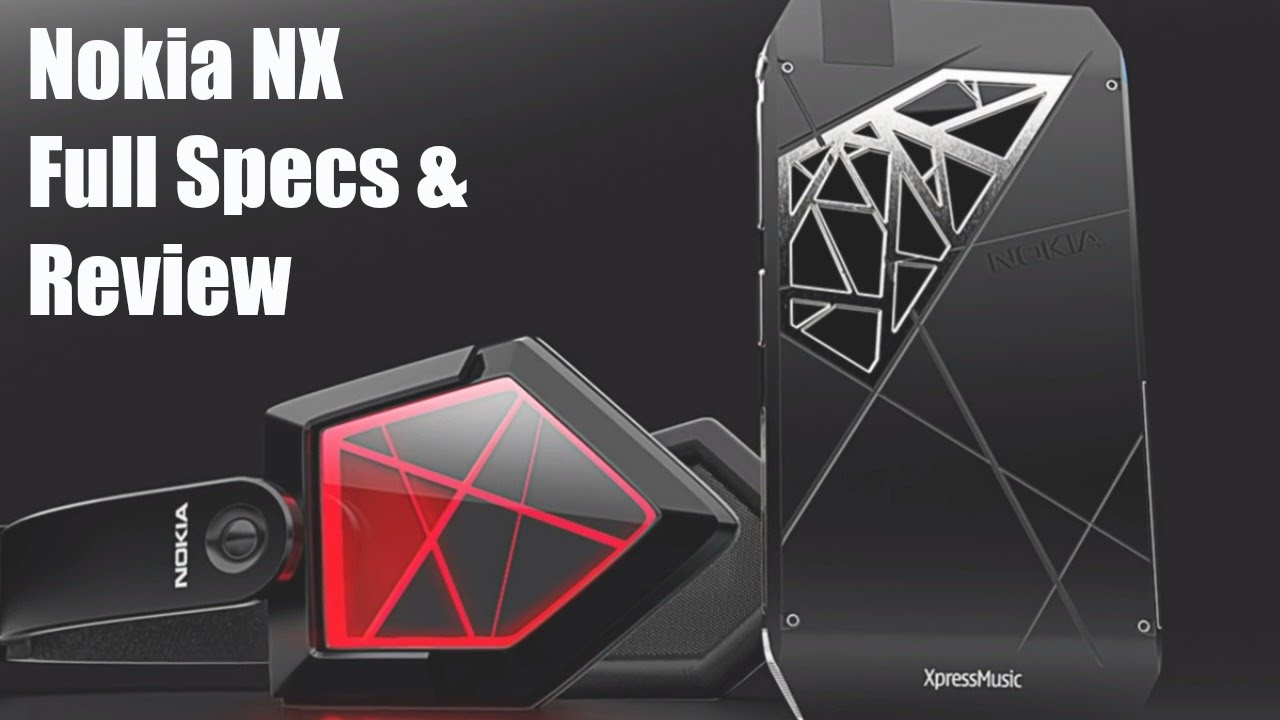 Nokia NX
Full Specs &
Review
NOKIA
NOKIA
XpressMusic